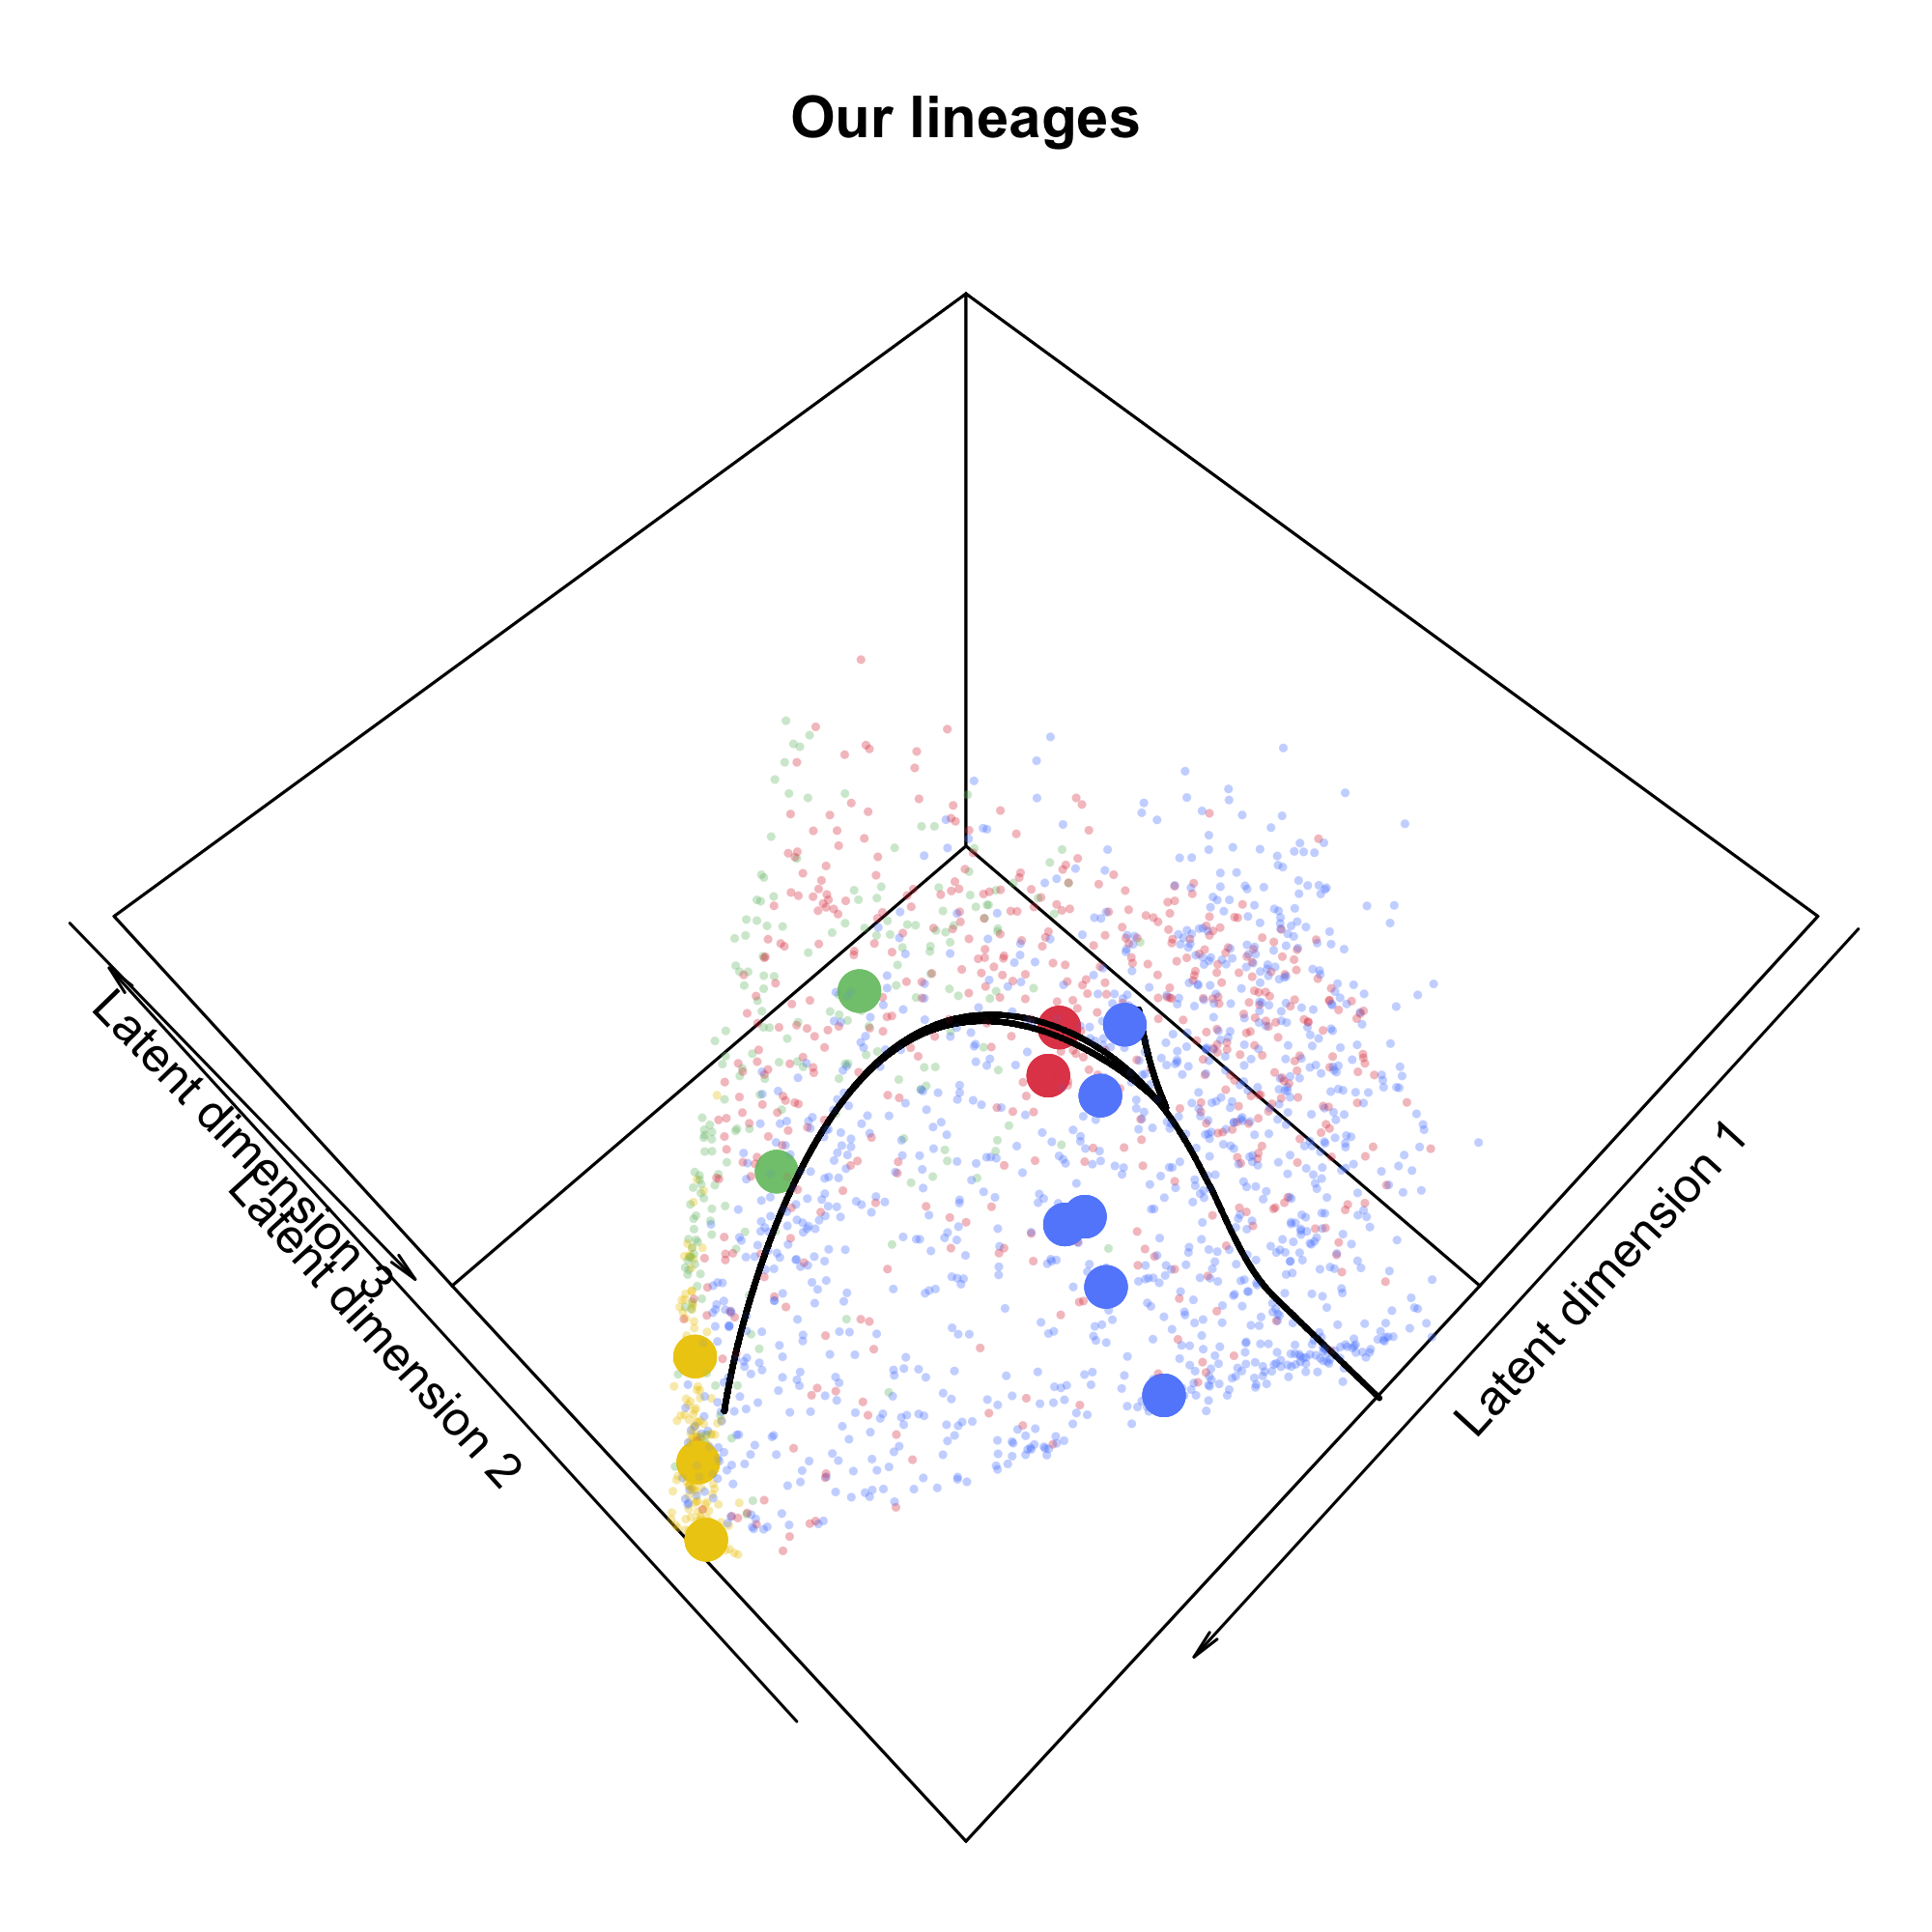 Our lineages
Latent dimension 3
Latent dimension 2
Latent dimension 1